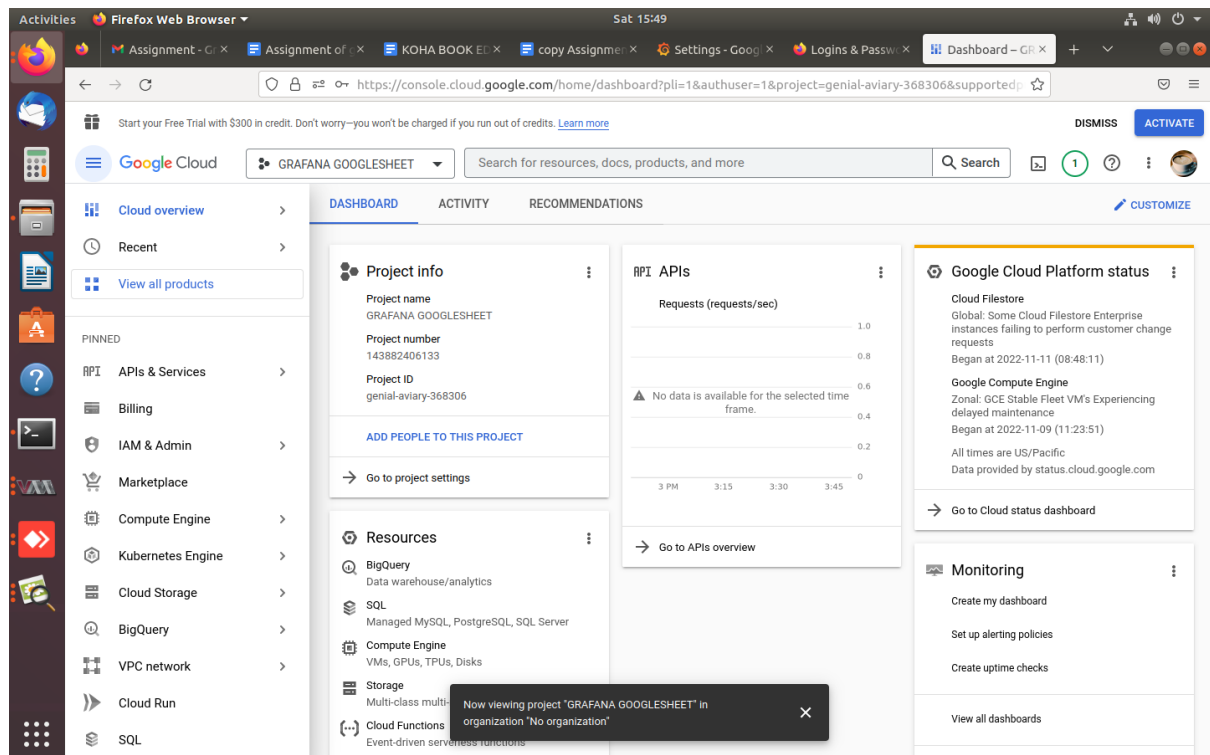 Activities Firefox Web Browser Sat 15:49
Assignment - Gr Assignment of g KOHA BOOK ED copy Assignmen Settings - Googl Logins & Passwo Dashboard – GR
https://console.cloud.google.com/home/dashboard?pli=1&authuser=1&project=genial-aviary-368306&supportedp
Start your Free Trial with $300 in credit. Don't worry—you won't be charged if you run out of credits. Learn more DISMISS ACTIVATE
Google Cloud GRAFANA GOOGLESHEET Search for resources, docs, products, and more Search 1
Cloud overview
Recent
View all products
PINNED
API APIs & Services
Billing
IAM & Admin
Marketplace
Compute Engine
Kubernetes Engine
Cloud Storage
BigQuery
VPC network
Cloud Run
SQL
DASHBOARD ACTIVITY RECOMMENDATIONS CUSTOMIZE
Project info
Project name
GRAFANA GOOGLESHEET
Project number
143882406133
Project ID
genial-aviary-368306
ADD PEOPLE TO THIS PROJECT
Go to project settings
Resources
BigQuery
Data warehouse/analytics
SQL
Managed MySQL, PostgreSQL, SQL Server
Compute Engine
VMs, GPUs, TPUs, Disks
Storage
Multi-class multi-
Cloud Functions
Event-driven serverless functions
API APIs
Requests (requests/sec)
1.0
0.8
0.6
No data is available for the selected time
frame.
0.4
0.2
0
3 PM 3:15 3:30 3:45
Go to APIs overview
Google Cloud Platform status
Cloud Filestore
Global: Some Cloud Filestore Enterprise
instances failing to perform customer change
requests
Began at 2022-11-11 (08:48:11)
Google Compute Engine
Zonal: GCE Stable Fleet VM's Experiencing
delayed maintenance
Began at 2022-11-09 (11:23:51)
All times are US/Pacific
Data provided by status.cloud.google.com
Go to Cloud status dashboard
Monitoring
Create my dashboard
Set up alerting policies
Create uptime checks
View all dashboards
Now viewing project "GRAFANA GOOGLESHEET" in
organization "No organization"